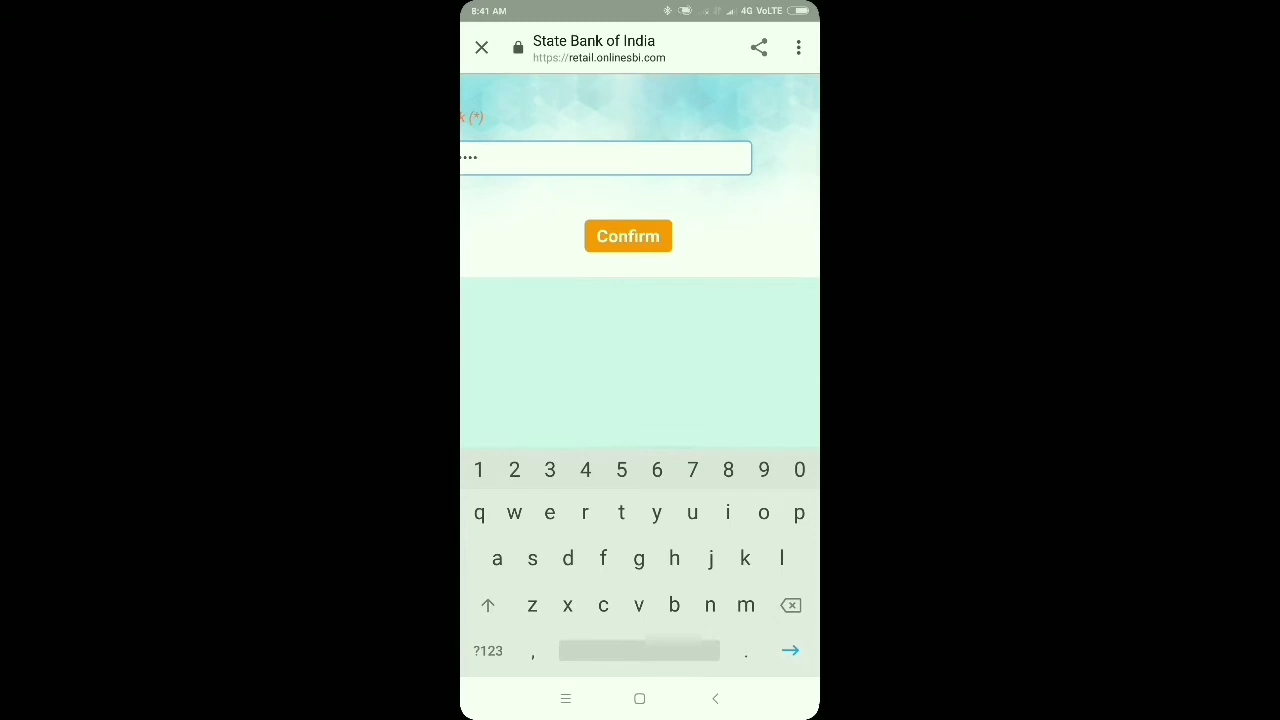 8:41 AM 4G VoLTE
State Bank of India
https://retail.onlinesbi.com
k (*)
••••
Confirm
1 2 3 4 5 6 7 8 9 0
q w e r t y u i o p
a s d f g h j k l
z x c v b n m
?123 , .